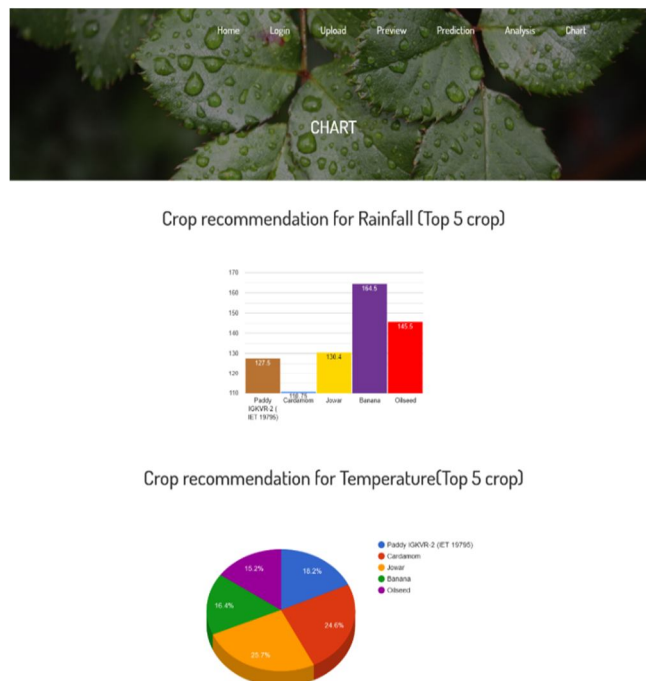 Home Login Upload Preview Prediction Analysis Chart
CHART
Crop recommendation for Rainfall (Top 5 crop)
170
160
150
140
130
120
110
164.5
145.5
130.4
127.5
110.75
Paddy IGKVR-2 ( IET 19795)
Cardamom
Jowar
Banana
Oilseed
Crop recommendation for Temperature(Top 5 crop)
Paddy IGKVR-2 (IET 19795)
Cardamom
Jowar
Banana
Oilseed
15.2%
18.2%
16.4%
24.6%
25.7%